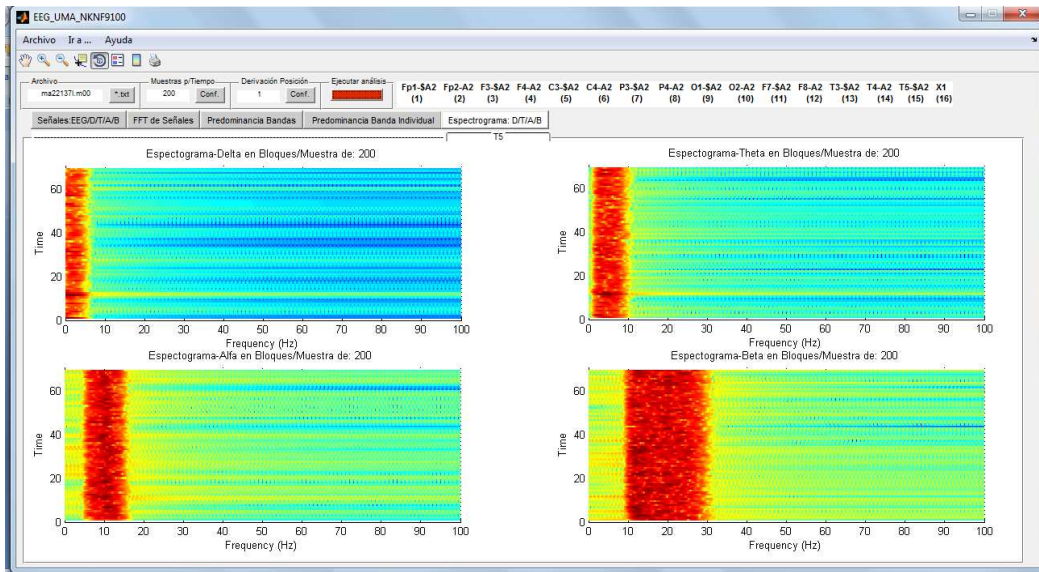 EEG_UMA_NKNF9100
Archivo Ir a ... Ayuda
Archivo Muestras p/Tiempo Derivación Posición Ejecutar análisis
ma22137l.m00 *.txt 200 Conf. 1 Conf.
Fp1-$A2 Fp2-A2 F3-$A2 F4-A2 C3-$A2 C4-A2 P3-$A2 P4-A2 O1-$A2 O2-A2 F7-$A2 F8-A2 T3-$A2 T4-A2 T5-$A2 X1
(1) (2) (3) (4) (5) (6) (7) (8) (9) (10) (11) (12) (13) (14) (15) (16)
Señales:EEG/D/T/A/B FFT de Señales Predominancia Bandas Predominancia Banda Individual Espectrograma: D/T/A/B
T5
Espectograma-Delta en Bloques/Muestra de: 200
Time
60
40
20
0
0 10 20 30 40 50 60 70 80 90 100
Frequency (Hz)
Espectograma-Theta en Bloques/Muestra de: 200
Time
60
40
20
0
0 10 20 30 40 50 60 70 80 90 100
Frequency (Hz)
Espectograma-Alfa en Bloques/Muestra de: 200
Time
60
40
20
0
0 10 20 30 40 50 60 70 80 90 100
Frequency (Hz)
Espectograma-Beta en Bloques/Muestra de: 200
Time
60
40
20
0
0 10 20 30 40 50 60 70 80 90 100
Frequency (Hz)